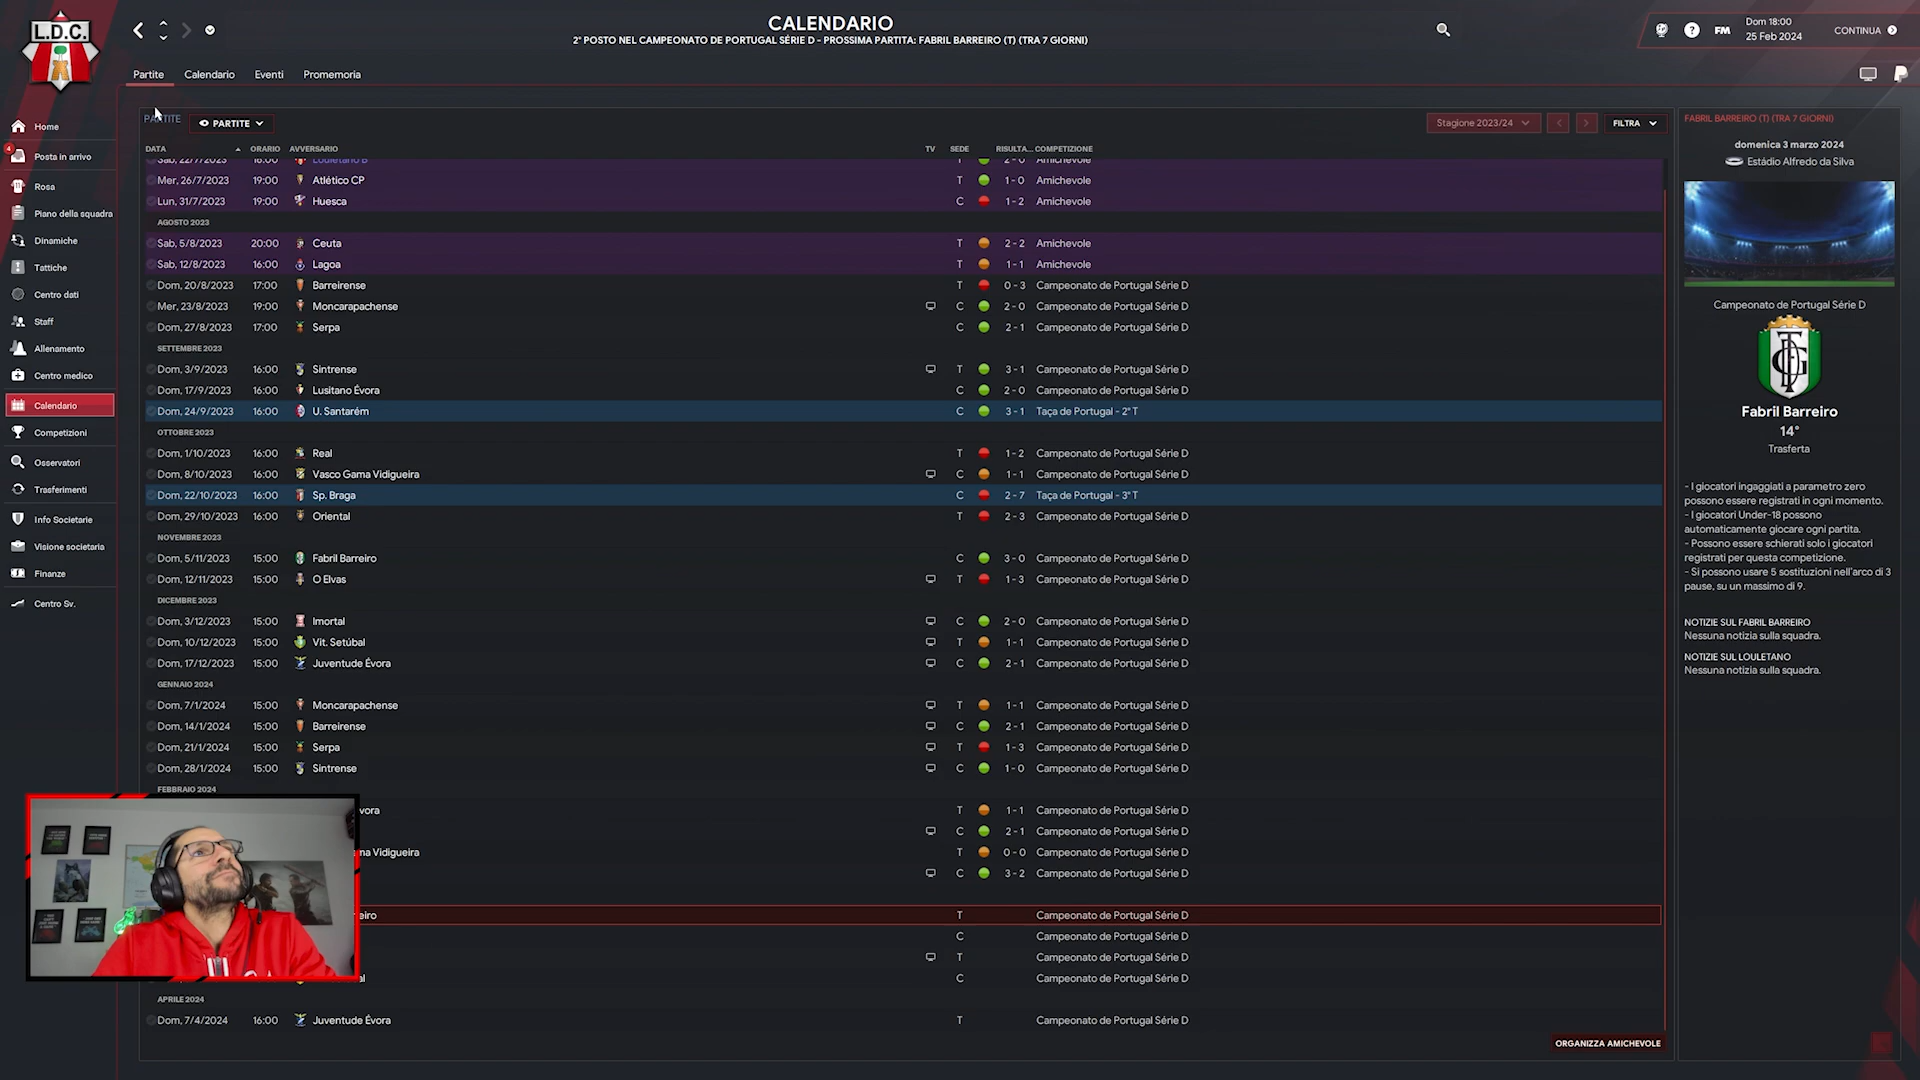 L.D.C.
CALENDARIO
2° POSTO NEL CAMPEONATO DE PORTUGAL SÉRIE D - PROSSIMA PARTITA: FABRIL BARREIRO (T) (TRA 7 GIORNI)
FM
Dom 18:00
25 Feb 2024
CONTINUA
Partite Calendario Eventi Promemoria
4
Home
Posta in arrivo
Rosa
Piano della squadra
Dinamiche
Tattiche
Centro dati
Staff
Allenamento
Centro medico
Calendario
Competizioni
Osservatori
Trasferimenti
Info Societarie
Visione societaria
Finanze
Centro Sv.
PARTITE PARTITE Stagione 2023/24 FILTRA
DATA ORARIO AVVERSARIO TV SEDE RISULTA... COMPETIZIONE
Sab, 22/7/2023 16:00 Louletano B T 2 - 0 Amichevole
Mer, 26/7/2023 19:00 Atlético CP T 1 - 0 Amichevole
Lun, 31/7/2023 19:00 Huesca C 1 - 2 Amichevole
AGOSTO 2023
Sab, 5/8/2023 20:00 Ceuta T 2 - 2 Amichevole
Sab, 12/8/2023 16:00 Lagoa T 1 - 1 Amichevole
Dom, 20/8/2023 17:00 Barreirense T 0 - 3 Campeonato de Portugal Série D
Mer, 23/8/2023 19:00 Moncarapachense C 2 - 0 Campeonato de Portugal Série D
Dom, 27/8/2023 17:00 Serpa C 2 - 1 Campeonato de Portugal Série D
SETTEMBRE 2023
Dom, 3/9/2023 16:00 Sintrense T 3 - 1 Campeonato de Portugal Série D
Dom, 17/9/2023 16:00 Lusitano Évora C 2 - 0 Campeonato de Portugal Série D
Dom, 24/9/2023 16:00 U. Santarém C 3 - 1 Taça de Portugal - 2° T
OTTOBRE 2023
Dom, 1/10/2023 16:00 Real T 1 - 2 Campeonato de Portugal Série D
Dom, 8/10/2023 16:00 Vasco Gama Vidigueira C 1 - 1 Campeonato de Portugal Série D
Dom, 22/10/2023 16:00 Sp. Braga C 2 - 7 Taça de Portugal - 3° T
Dom, 29/10/2023 16:00 Oriental T 2 - 3 Campeonato de Portugal Série D
NOVEMBRE 2023
Dom, 5/11/2023 15:00 Fabril Barreiro C 3 - 0 Campeonato de Portugal Série D
Dom, 12/11/2023 15:00 O Elvas T 1 - 3 Campeonato de Portugal Série D
DICEMBRE 2023
Dom, 3/12/2023 15:00 Imortal C 2 - 0 Campeonato de Portugal Série D
Dom, 10/12/2023 15:00 Vit. Setúbal T 1 - 1 Campeonato de Portugal Série D
Dom, 17/12/2023 15:00 Juventude Évora C 2 - 1 Campeonato de Portugal Série D
GENNAIO 2024
Dom, 7/1/2024 15:00 Moncarapachense T 1 - 1 Campeonato de Portugal Série D
Dom, 14/1/2024 15:00 Barreirense C 2 - 1 Campeonato de Portugal Série D
Dom, 21/1/2024 15:00 Serpa T 1 - 3 Campeonato de Portugal Série D
Dom, 28/1/2024 15:00 Sintrense C 1 - 0 Campeonato de Portugal Série D
FEBBRAIO 2024
vora T 1 - 1 Campeonato de Portugal Série D
C 2 - 1 Campeonato de Portugal Série D
ma Vidigueira T 0 - 0 Campeonato de Portugal Série D
C 3 - 2 Campeonato de Portugal Série D
eiro T Campeonato de Portugal Série D
C Campeonato de Portugal Série D
T Campeonato de Portugal Série D
al C Campeonato de Portugal Série D
APRILE 2024
Dom, 7/4/2024 16:00 Juventude Évora T Campeonato de Portugal Série D
ORGANIZZA AMICHEVOLE
FABRIL BARREIRO (T) (TRA 7 GIORNI)
domenica 3 marzo 2024
Estádio Alfredo da Silva
Campeonato de Portugal Série D
Fabril Barreiro
14°
Trasferta
- I giocatori ingaggiati a parametro zero
possono essere registrati in ogni momento.
- I giocatori Under-18 possono
automaticamente giocare ogni partita.
- Possono essere schierati solo i giocatori
registrati per questa competizione.
- Si possono usare 5 sostituzioni nell'arco di 3
pause, su un massimo di 9.
NOTIZIE SUL FABRIL BARREIRO
Nessuna notizia sulla squadra.
NOTIZIE SUL LOULETANO
Nessuna notizia sulla squadra.